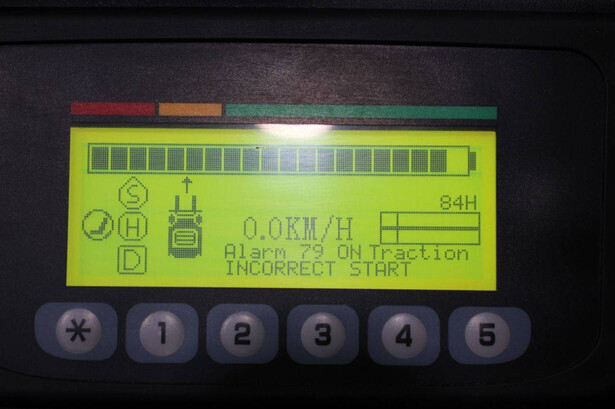 84H
S
H
0.0KM/H
D
Alarm 79 ON Traction
INCORRECT START
* 1 2 3 4 5